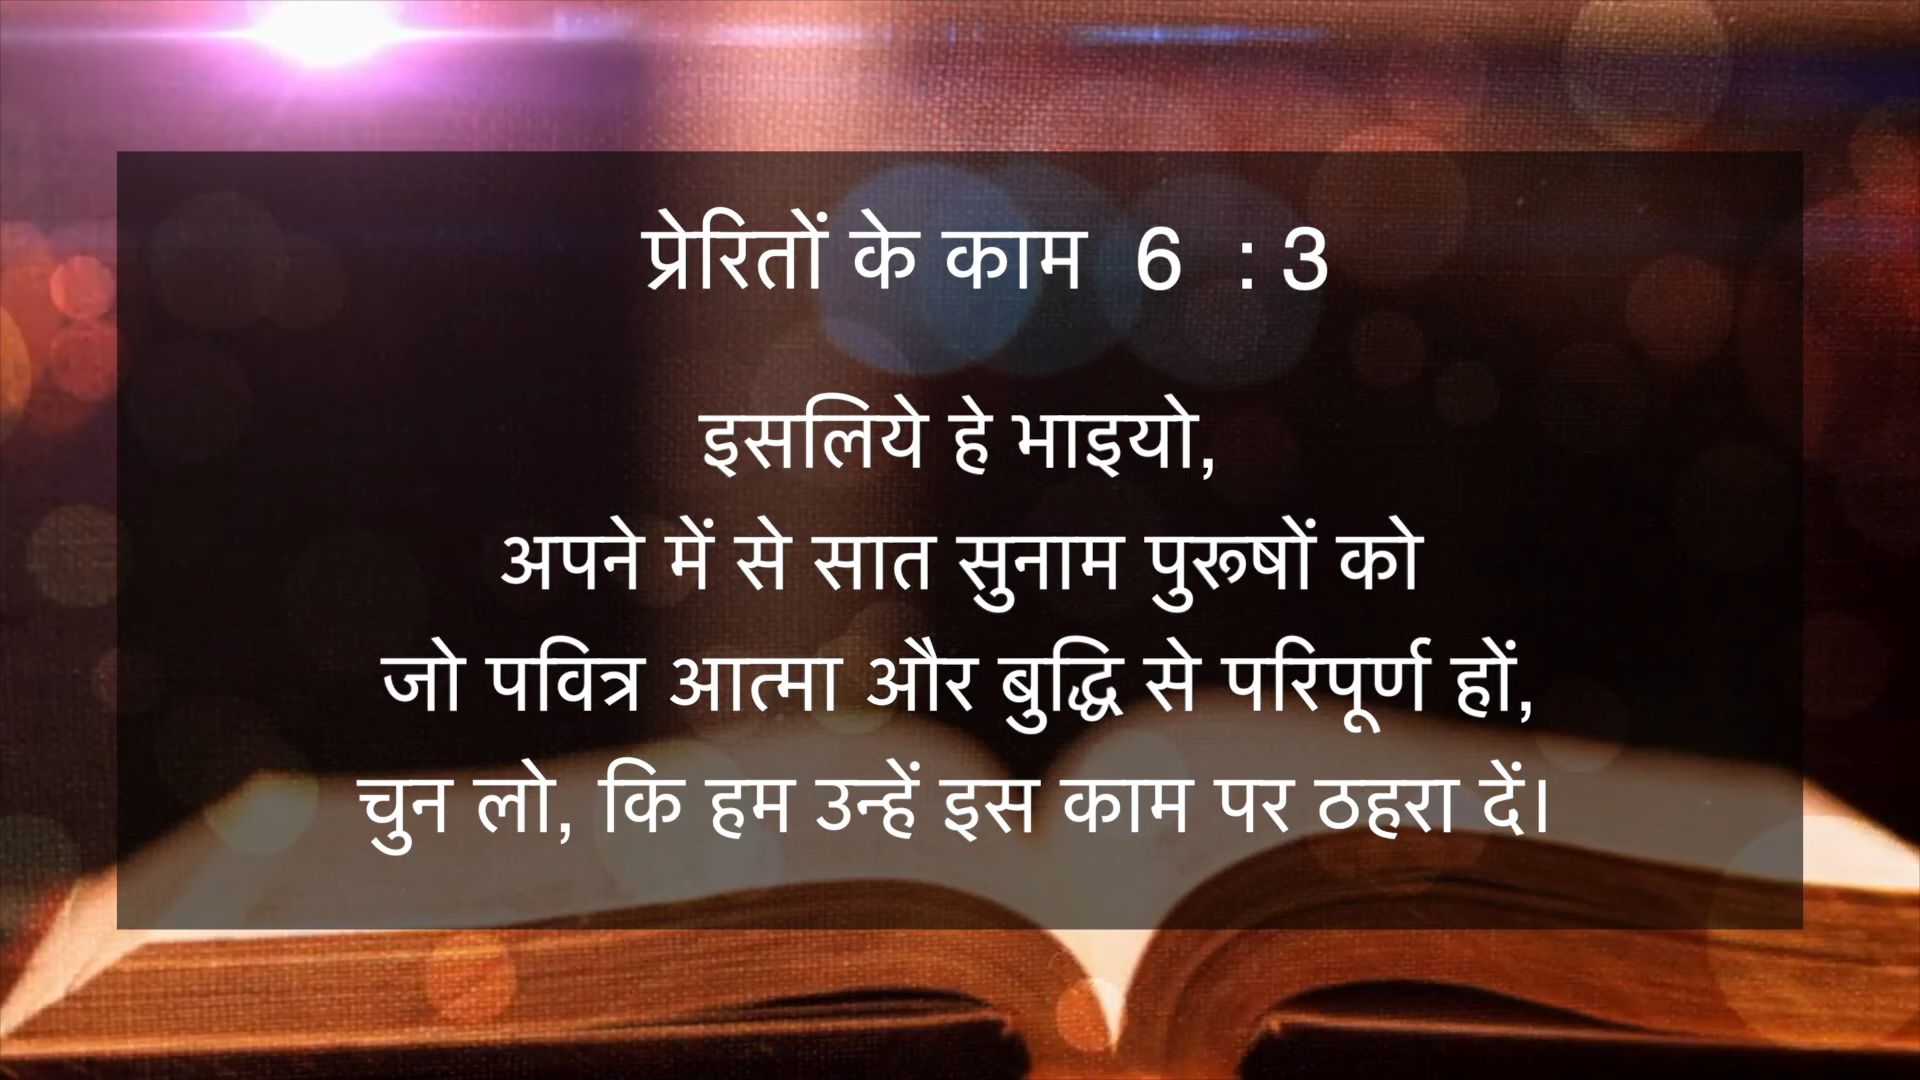 प्रेरितों के काम 6 : 3
इसलिये हे भाइयो,
अपने में से सात सुनाम पुरूषों को
जो पवित्र आत्मा और बुद्धि से परिपूर्ण हों,
चुन लो, कि हम उन्हें इस काम पर ठहरा दें।